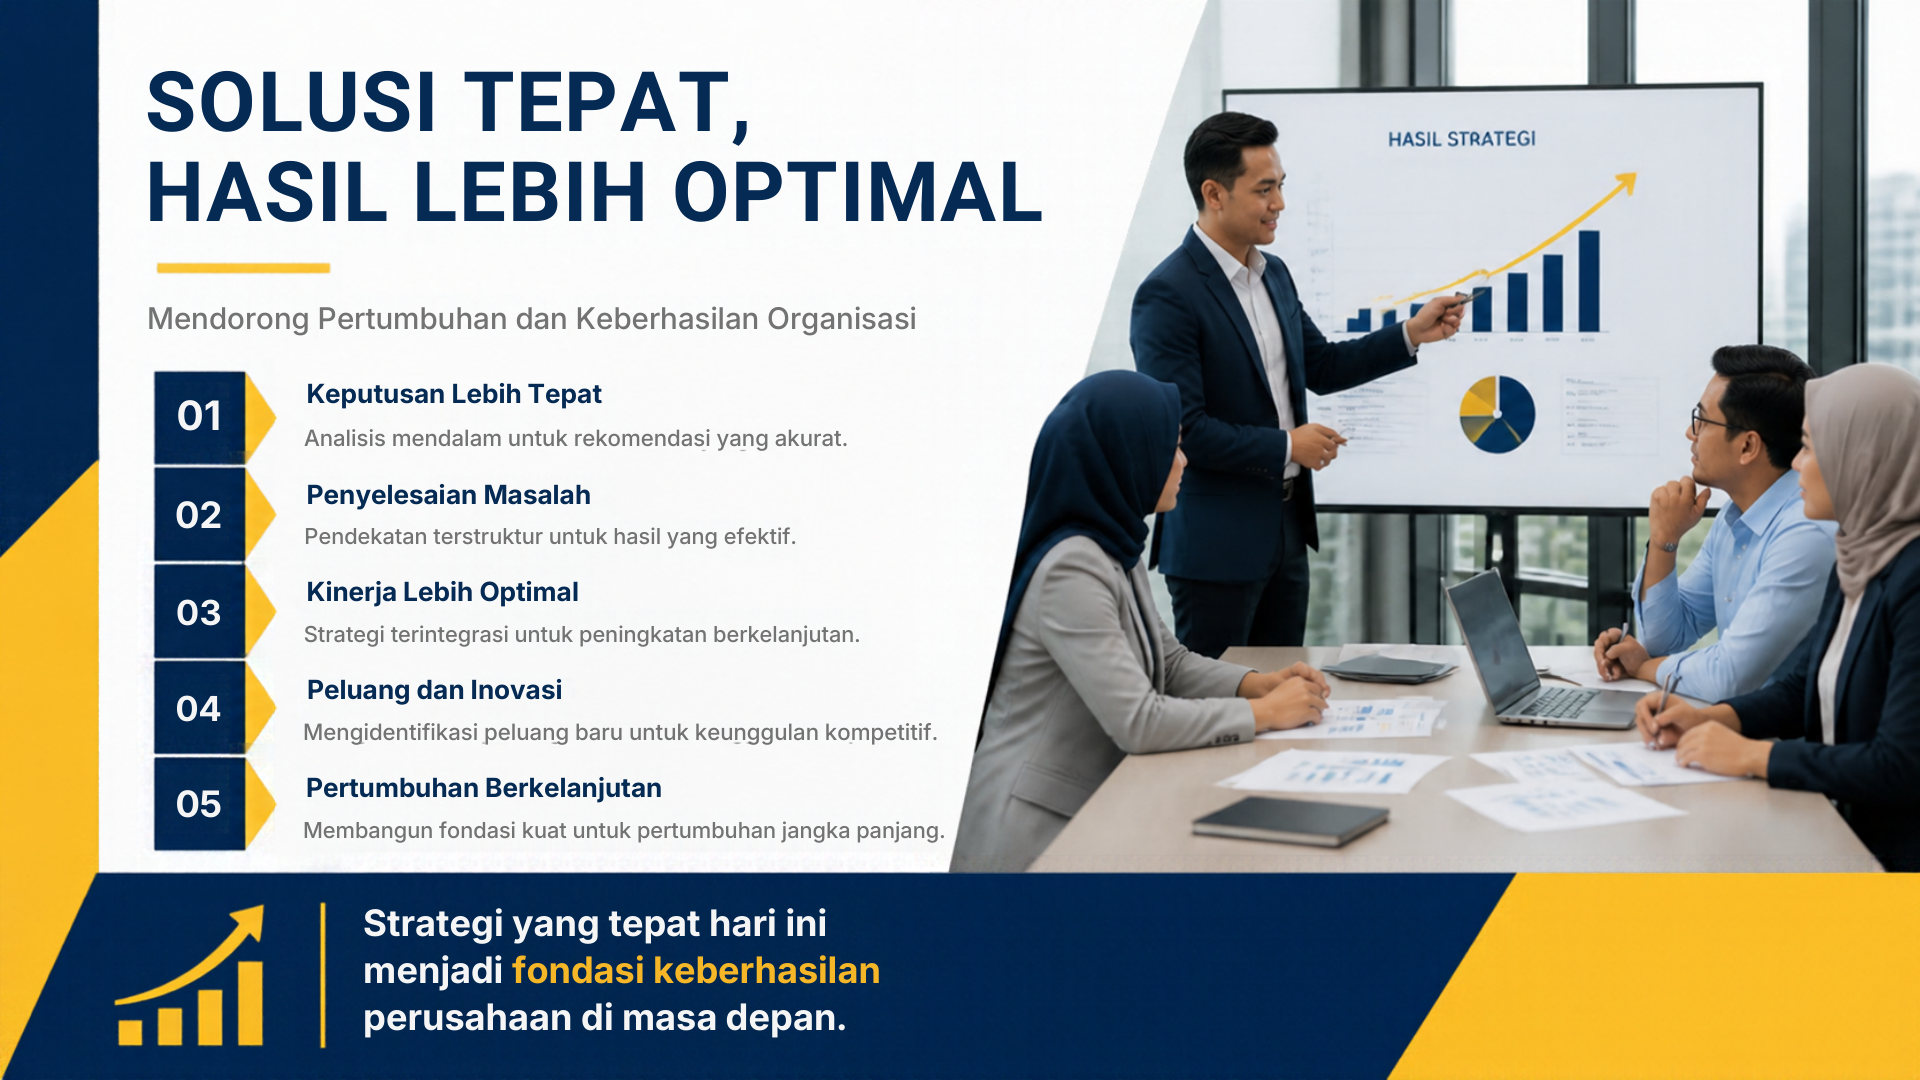 SOLUSI TEPAT,
HASIL LEBIH OPTIMAL
Mendorong Pertumbuhan dan Keberhasilan Organisasi
01
Keputusan Lebih Tepat
Analisis mendalam untuk rekomendasi yang akurat.
02
Penyelesaian Masalah
Pendekatan terstruktur untuk hasil yang efektif.
03
Kinerja Lebih Optimal
Strategi terintegrasi untuk peningkatan berkelanjutan.
04
Peluang dan Inovasi
Mengidentifikasi peluang baru untuk keunggulan kompetitif.
05
Pertumbuhan Berkelanjutan
Membangun fondasi kuat untuk pertumbuhan jangka panjang.
HASIL STRATEGI
Strategi yang tepat hari ini
menjadi fondasi keberhasilan
perusahaan di masa depan.